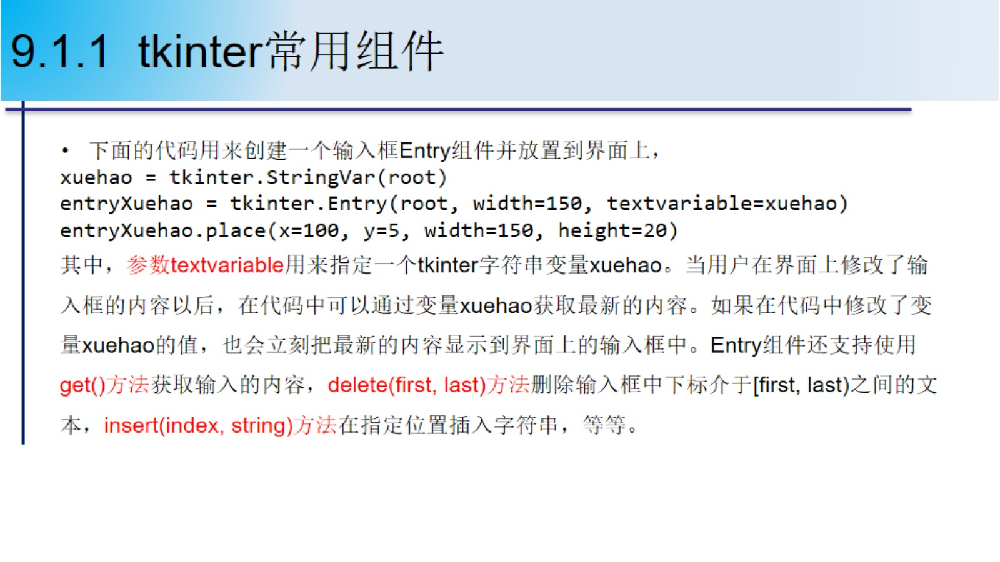 9.1.1 tkinter常用组件
• 下面的代码用来创建一个输入框Entry组件并放置到界面上，
xuehao = tkinter.StringVar(root)
entryXuehao = tkinter.Entry(root, width=150, textvariable=xuehao)
entryXuehao.place(x=100, y=5, width=150, height=20)
其中，参数textvariable用来指定一个tkinter字符串变量xuehao。当用户在界面上修改了输
入框的内容以后，在代码中可以通过变量xuehao获取最新的内容。如果在代码中修改了变
量xuehao的值，也会立刻把最新的内容显示到界面上的输入框中。Entry组件还支持使用
get()方法获取输入的内容，delete(first, last)方法删除输入框中下标介于[first, last)之间的文
本，insert(index, string)方法在指定位置插入字符串，等等。